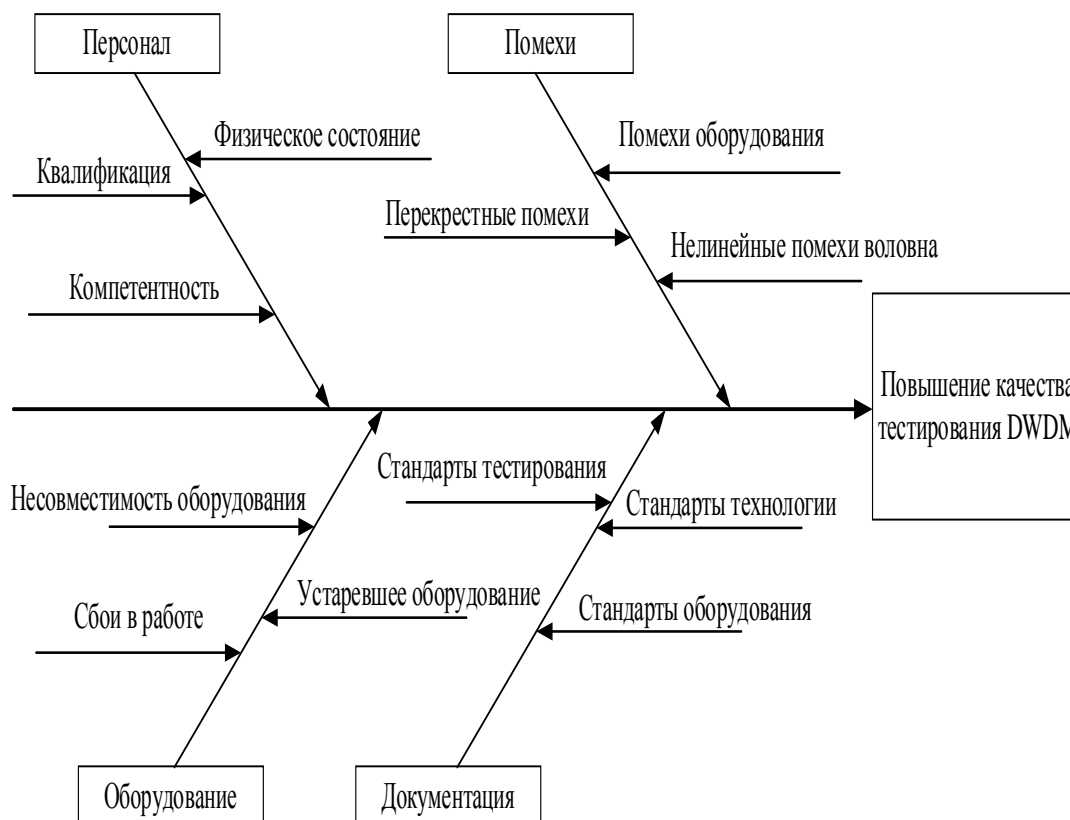 Персонал
Помехи
Физическое состояние
Помехи оборудования
Квалификация
Перекрестные помехи
Нелинейные помехи воловна
Компетентность
Повышение качества
тестирования DWDM
Стандарты тестирования
Несовместимость оборудования
Стандарты технологии
Устаревшее оборудование
Стандарты оборудования
Сбои в работе
Оборудование
Документация